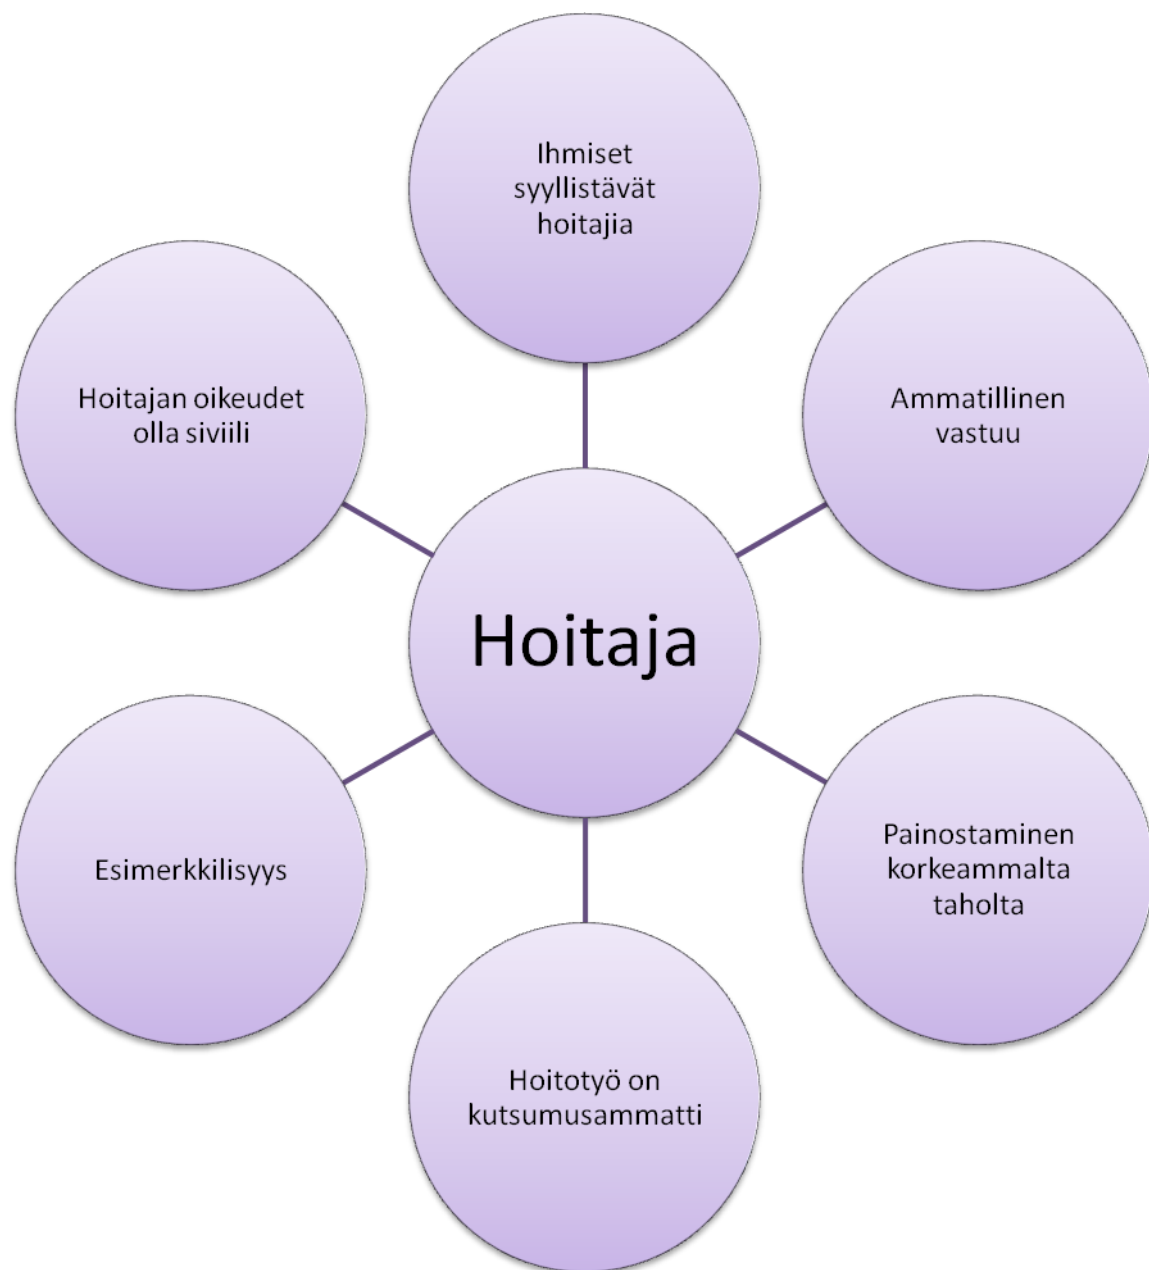 Ihmiset
syyllistävät
hoitajia
Hoitajan oikeudet
olla siviili
Ammatillinen
vastuu
Hoitaja
Esimerkkilisyys
Painostaminen
korkeammalta
taholta
Hoitotyö on
kutsumusammatti